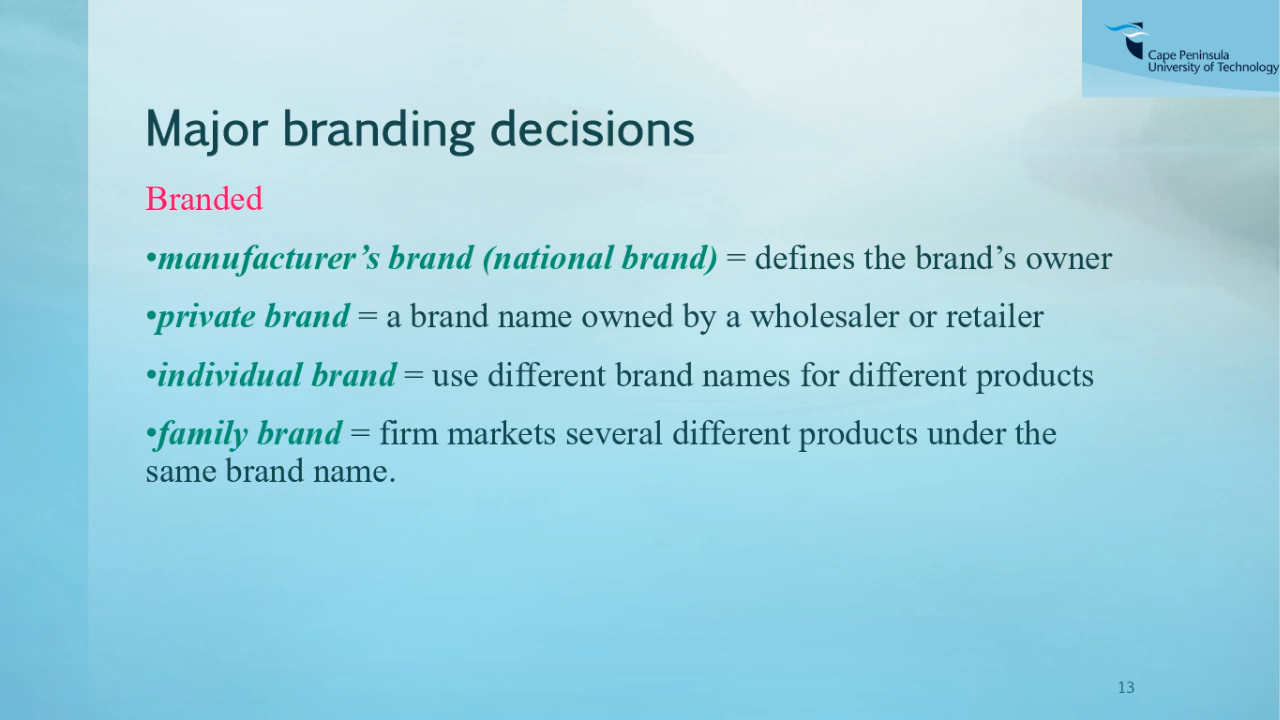 Cape Peninsula
University of Technology
Major branding decisions
Branded
•manufacturer’s brand (national brand) = defines the brand’s owner
•private brand = a brand name owned by a wholesaler or retailer
•individual brand = use different brand names for different products
•family brand = firm markets several different products under the
same brand name.
13